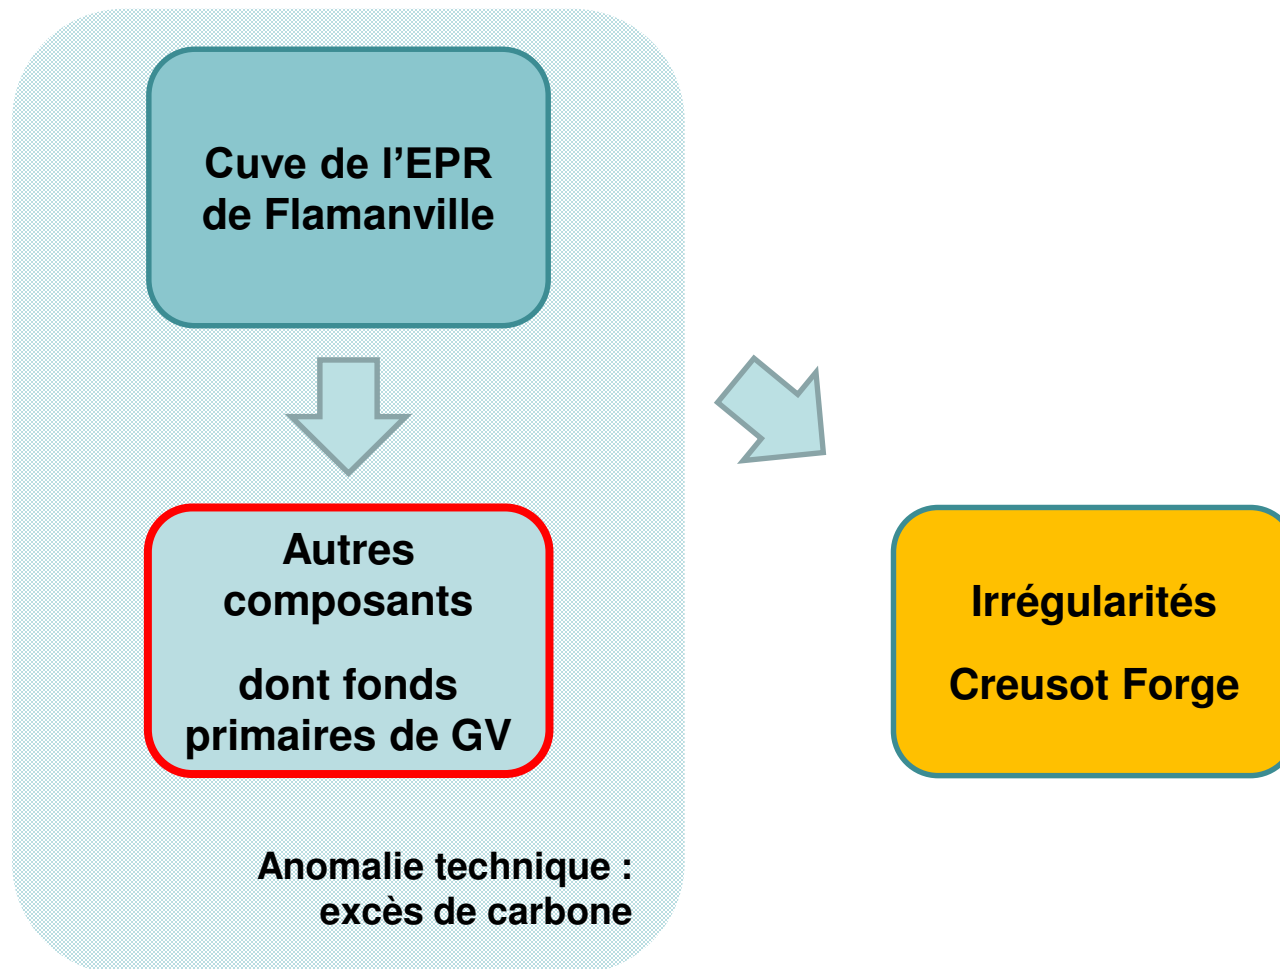 Cuve de l’EPR
de Flamanville
Autres
composants
dont fonds
primaires de GV
Anomalie technique :
excès de carbone
Irrégularités
Creusot Forge